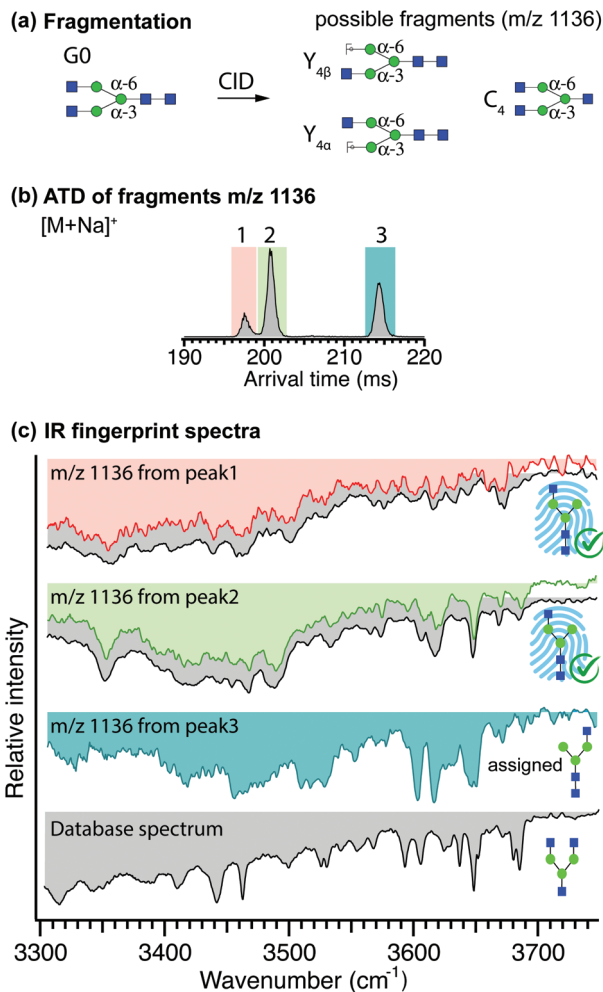 (a) Fragmentation
possible fragments (m/z 1136)
G0
α-6
α-3
CID
Y4β
α-6
α-3
Y4α
α-6
α-3
C4
α-6
α-3
(b) ATD of fragments m/z 1136
[M+Na]+
1 2 3
190 200 210 220
Arrival time (ms)
(c) IR fingerprint spectra
m/z 1136 from peak1
m/z 1136 from peak2
m/z 1136 from peak3
assigned
Database spectrum
Relative intensity
3300 3400 3500 3600 3700
Wavenumber (cm-1)